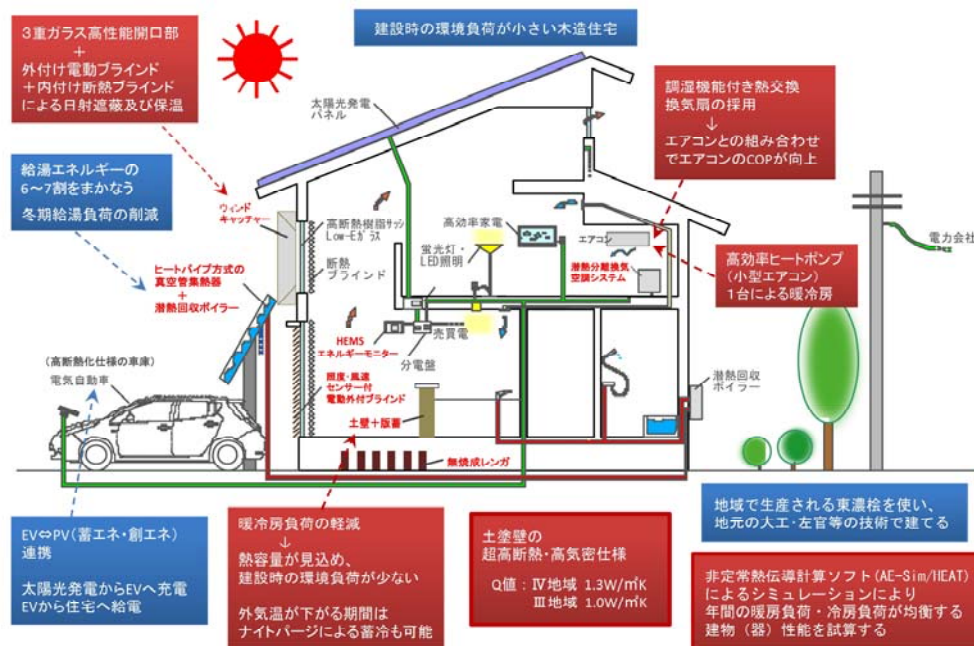 3重ガラス高性能開口部
+
外付け電動ブラインド
+内付け断熱ブラインド
による日射遮蔽及び保温
建設時の環境負荷が小さい木造住宅
太陽光発電
パネル
調湿機能付き熱交換
換気扇の採用
↓
エアコンとの組み合わせ
でエアコンのCOPが向上
給湯エネルギーの
6~7割をまかなう
冬期給湯負荷の削減
ウィンド
キャッチャー
高断熱樹脂サッシ
Low-Eガラス
断熱
ブラインド
蛍光灯・
LED照明
高効率家電
エアコン
潜熱分離換気
空調システム
高効率ヒートポンプ
(小型エアコン)
1台による暖冷房
電力会社
ヒートパイプ方式の
真空管集熱器
+
潜熱回収ボイラー
HEMS
エネルギーモニター
売買電
分電盤
(高断熱化仕様の車庫)
電気自動車
照度・風速
センサー付
電動外付ブラインド
土壁+版蓄
潜熱回収
ボイラー
無焼成レンガ
EV⇔PV(蓄エネ・創エネ)
連携
太陽光発電からEVへ充電
EVから住宅へ給電
暖冷房負荷の軽減
↓
熱容量が見込め、
建設時の環境負荷が少ない
外気温が下がる期間は
ナイトパージによる蓄冷も可能
土塗壁の
超高断熱・高気密仕様
Q値:Ⅳ地域 1.3W/㎡K
Ⅲ地域 1.0W/㎡K
地域で生産される東濃桧を使い、
地元の大工・左官等の技術で建てる
非定常熱伝導計算ソフト(AE-Sim/HEAT)
によるシミュレーションにより
年間の暖房負荷・冷房負荷が均衡する
建物(器)性能を試算する